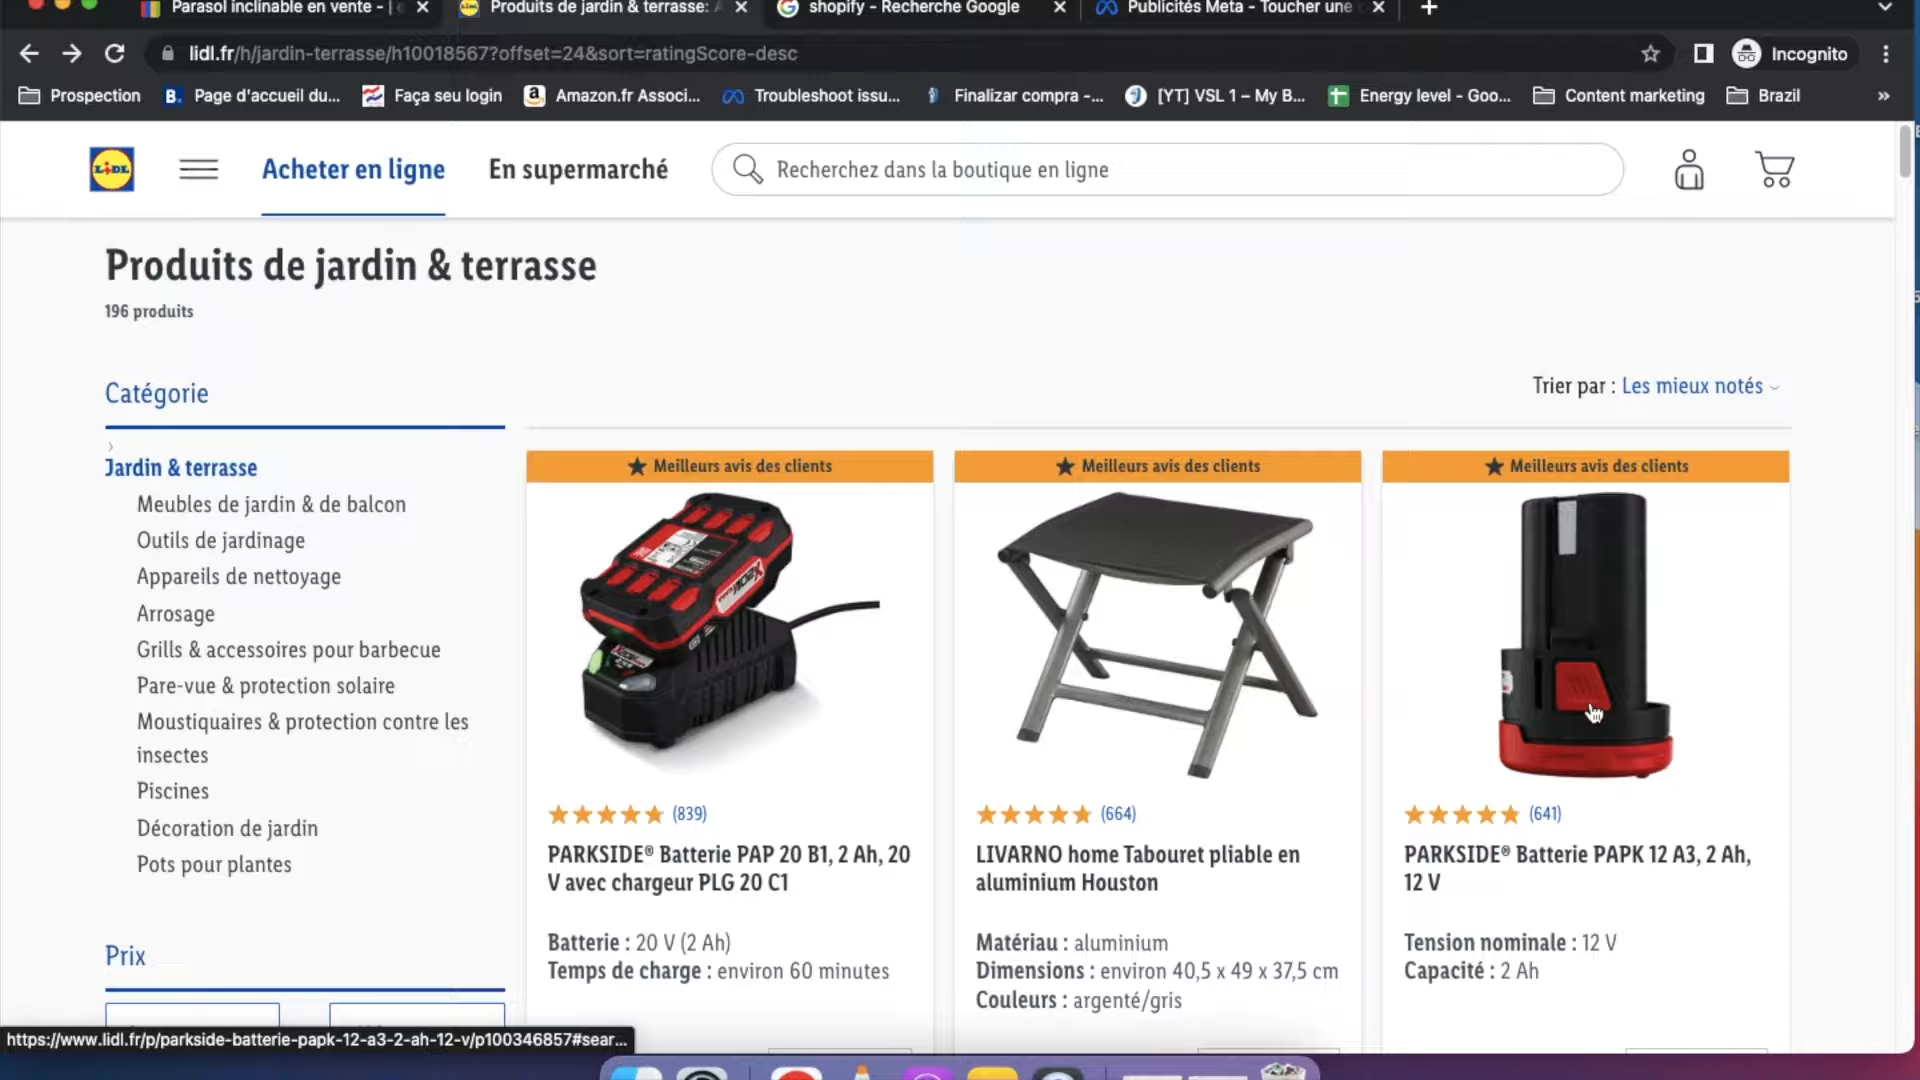 Parasol inclinable en vente - |
Produits de jardin & terrasse:
shopify - Recherche Google
Publicités Meta - Toucher une
lidl.fr/h/jardin-terrasse/h10018567?offset=24&sort=ratingScore-desc
Incognito
Prospection
B. Page d'accueil du...
Faça seu login
a Amazon.fr Associ...
Troubleshoot issu...
Finalizar compra -...
[YT] VSL 1 – My B...
Energy level - Goo...
Content marketing
Brazil
»
LIDL
Acheter en ligne
En supermarché
Recherchez dans la boutique en ligne
Produits de jardin & terrasse
196 produits
Catégorie
Trier par : Les mieux notés
Jardin & terrasse
Meubles de jardin & de balcon
Outils de jardinage
Appareils de nettoyage
Arrosage
Grills & accessoires pour barbecue
Pare-vue & protection solaire
Moustiquaires & protection contre les
insectes
Piscines
Décoration de jardin
Pots pour plantes
Prix
Meilleurs avis des clients
(839)
PARKSIDE® Batterie PAP 20 B1, 2 Ah, 20
V avec chargeur PLG 20 C1
Batterie : 20 V (2 Ah)
Temps de charge : environ 60 minutes
Meilleurs avis des clients
(664)
LIVARNO home Tabouret pliable en
aluminium Houston
Matériau : aluminium
Dimensions : environ 40,5 x 49 x 37,5 cm
Couleurs : argenté/gris
Meilleurs avis des clients
(641)
PARKSIDE® Batterie PAPK 12 A3, 2 Ah,
12 V
Tension nominale : 12 V
Capacité : 2 Ah
https://www.lidl.fr/p/parkside-batterie-papk-12-a3-2-ah-12-v/p100346857#sear...